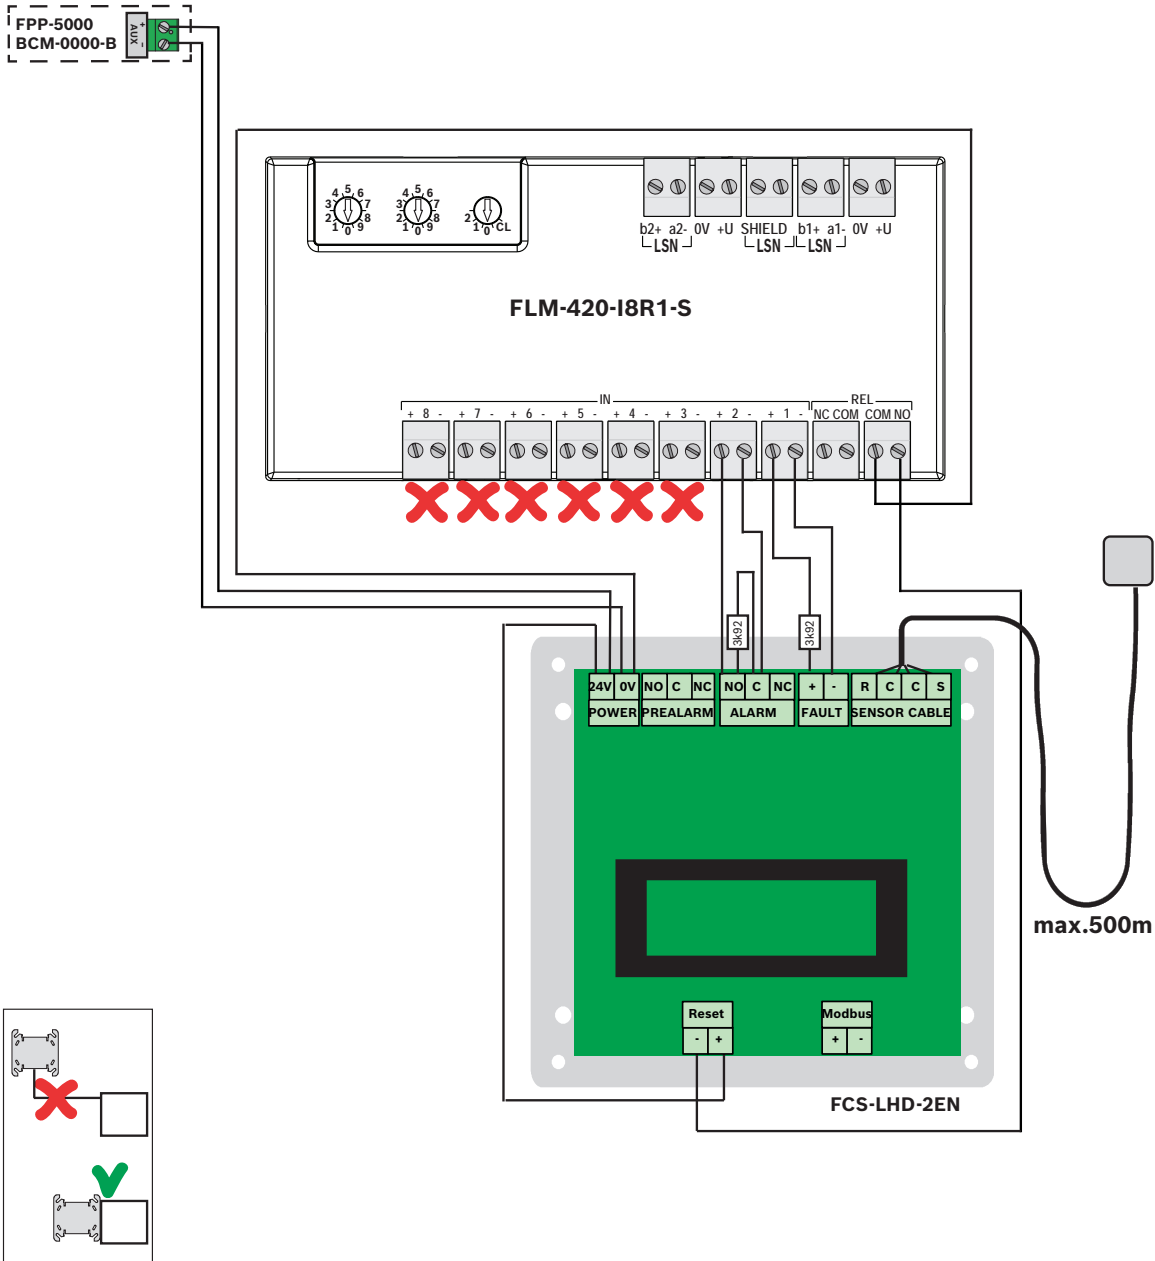 FPP-5000
BCM-0000-B
+ AUX -
4 5 6
3 7
2 8
1 0 9
4 5 6
3 7
2 8
1 0 9
2 1 0 CL
b2+ a2- 0V +U SHIELD b1+ a1- 0V +U
LSN LSN LSN
FLM-420-I8R1-S
IN REL
+ 8 - + 7 - + 6 - + 5 - + 4 - + 3 - + 2 - + 1 - NC COM COM NO
3k92 3k92
24V 0V NO C NC NO C NC + - R C C S
POWER PREALARM ALARM FAULT SENSOR CABLE
max.500m
Reset Modbus
- + + -
FCS-LHD-2EN